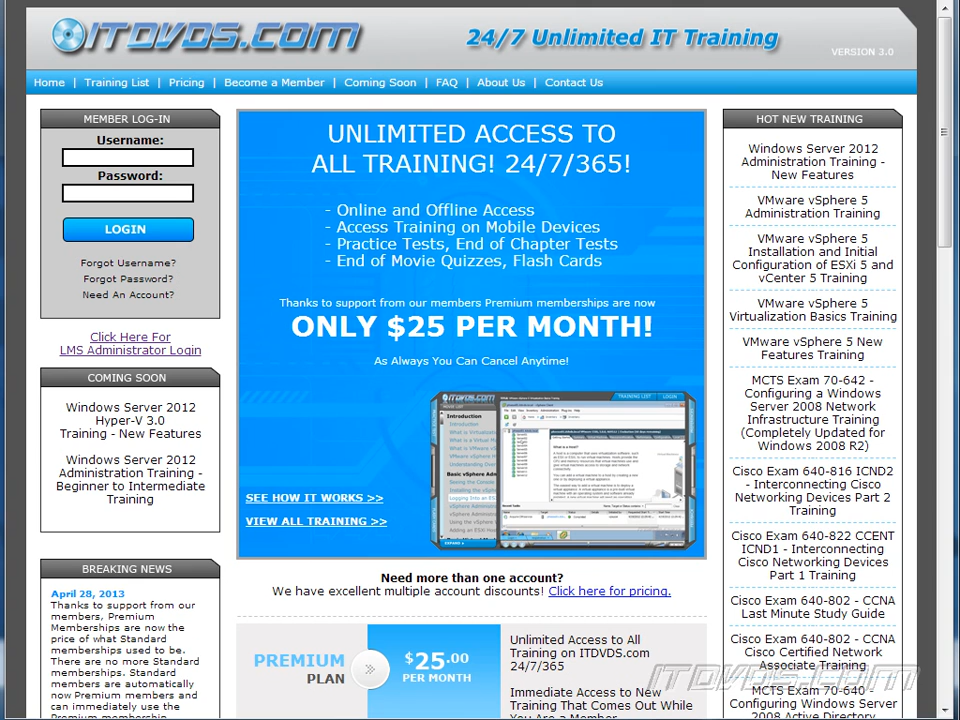 ITDVDS.COM
24/7 Unlimited IT Training
VERSION 3.0
Home | Training List | Pricing | Become a Member | Coming Soon | FAQ | About Us | Contact Us
MEMBER LOG-IN
Username:
Password:
LOGIN
Forgot Username?
Forgot Password?
Need An Account?
Click Here For
LMS Administrator Login
COMING SOON
Windows Server 2012
Hyper-V 3.0
Training - New Features
Windows Server 2012
Administration Training -
Beginner to Intermediate
Training
BREAKING NEWS
April 28, 2013
Thanks to support from our
members, Premium
Memberships are now the
price of what Standard
memberships used to be.
There are no more Standard
memberships. Standard
members are automatically
now Premium members and
can immediately use the
Premium membership
UNLIMITED ACCESS TO
ALL TRAINING! 24/7/365!
- Online and Offline Access
- Access Training on Mobile Devices
- Practice Tests, End of Chapter Tests
- End of Movie Quizzes, Flash Cards
Thanks to support from our members Premium memberships are now
ONLY $25 PER MONTH!
As Always You Can Cancel Anytime!
SEE HOW IT WORKS >>
VIEW ALL TRAINING >>
ITDVDS.COM
TRAINING LIST
LOGIN
Introduction
Need more than one account?
We have excellent multiple account discounts! Click here for pricing.
PREMIUM
PLAN
$25.00
PER MONTH
Unlimited Access to All
Training on ITDVDS.com
24/7/365
Immediate Access to New
Training That Comes Out While
You Are a Member
HOT NEW TRAINING
Windows Server 2012
Administration Training -
New Features
VMware vSphere 5
Administration Training
VMware vSphere 5
Installation and Initial
Configuration of ESXi 5 and
vCenter 5 Training
VMware vSphere 5
Virtualization Basics Training
VMware vSphere 5 New
Features Training
MCTS Exam 70-642 -
Configuring a Windows
Server 2008 Network
Infrastructure Training
(Completely Updated for
Windows 2008 R2)
Cisco Exam 640-816 ICND2
- Interconnecting Cisco
Networking Devices Part 2
Training
Cisco Exam 640-822 CCENT
ICND1 - Interconnecting
Cisco Networking Devices
Part 1 Training
Cisco Exam 640-802 - CCNA
Last Minute Study Guide
Cisco Exam 640-802 - CCNA
Cisco Certified Network
Associate Training
MCTS Exam 70-640 -
Configuring Windows Server
2008 Active Directory
ITDVDS.COM